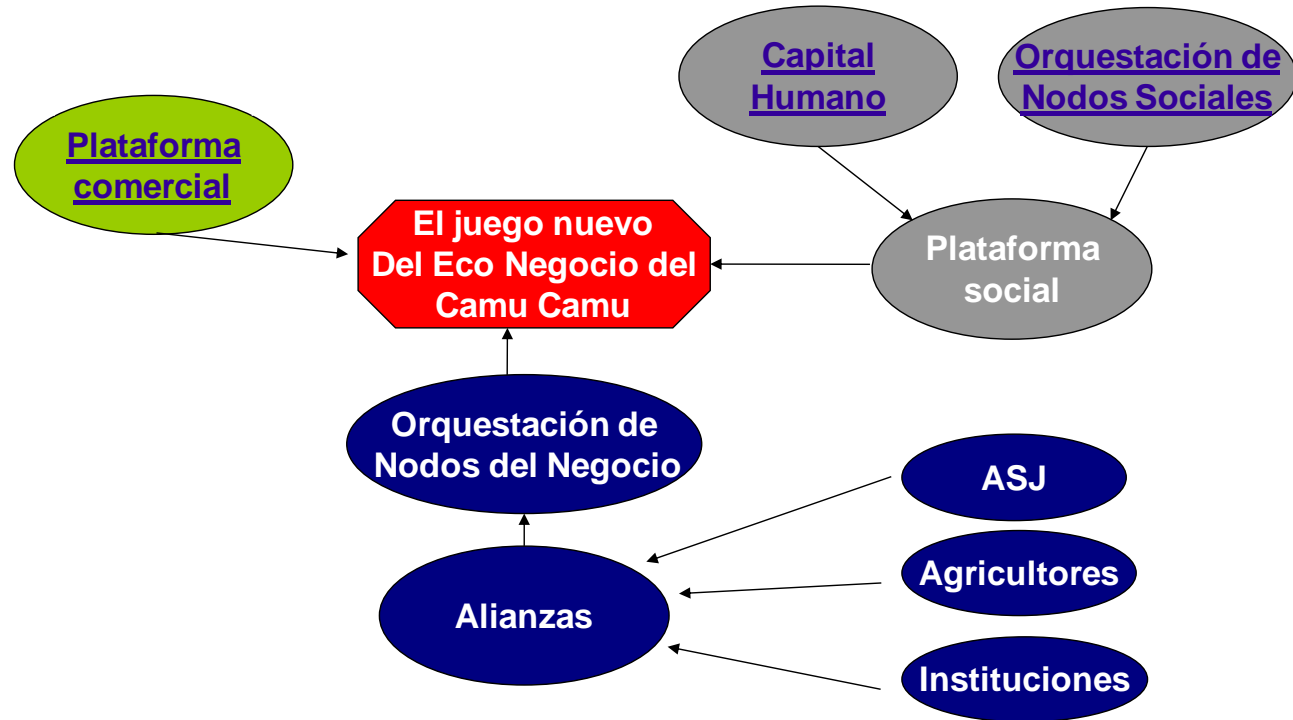 Capital
Humano
Orquestación de
Nodos Sociales
Plataforma
comercial
El juego nuevo
Del Eco Negocio del
Camu Camu
Plataforma
social
Orquestación de
Nodos del Negocio
ASJ
Agricultores
Alianzas
Instituciones